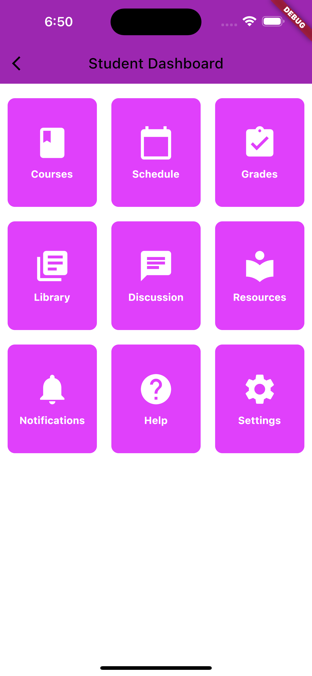 6:50
DEBUG
Student Dashboard
Courses
Schedule
Grades
Library
Discussion
Resources
Notifications
Help
Settings